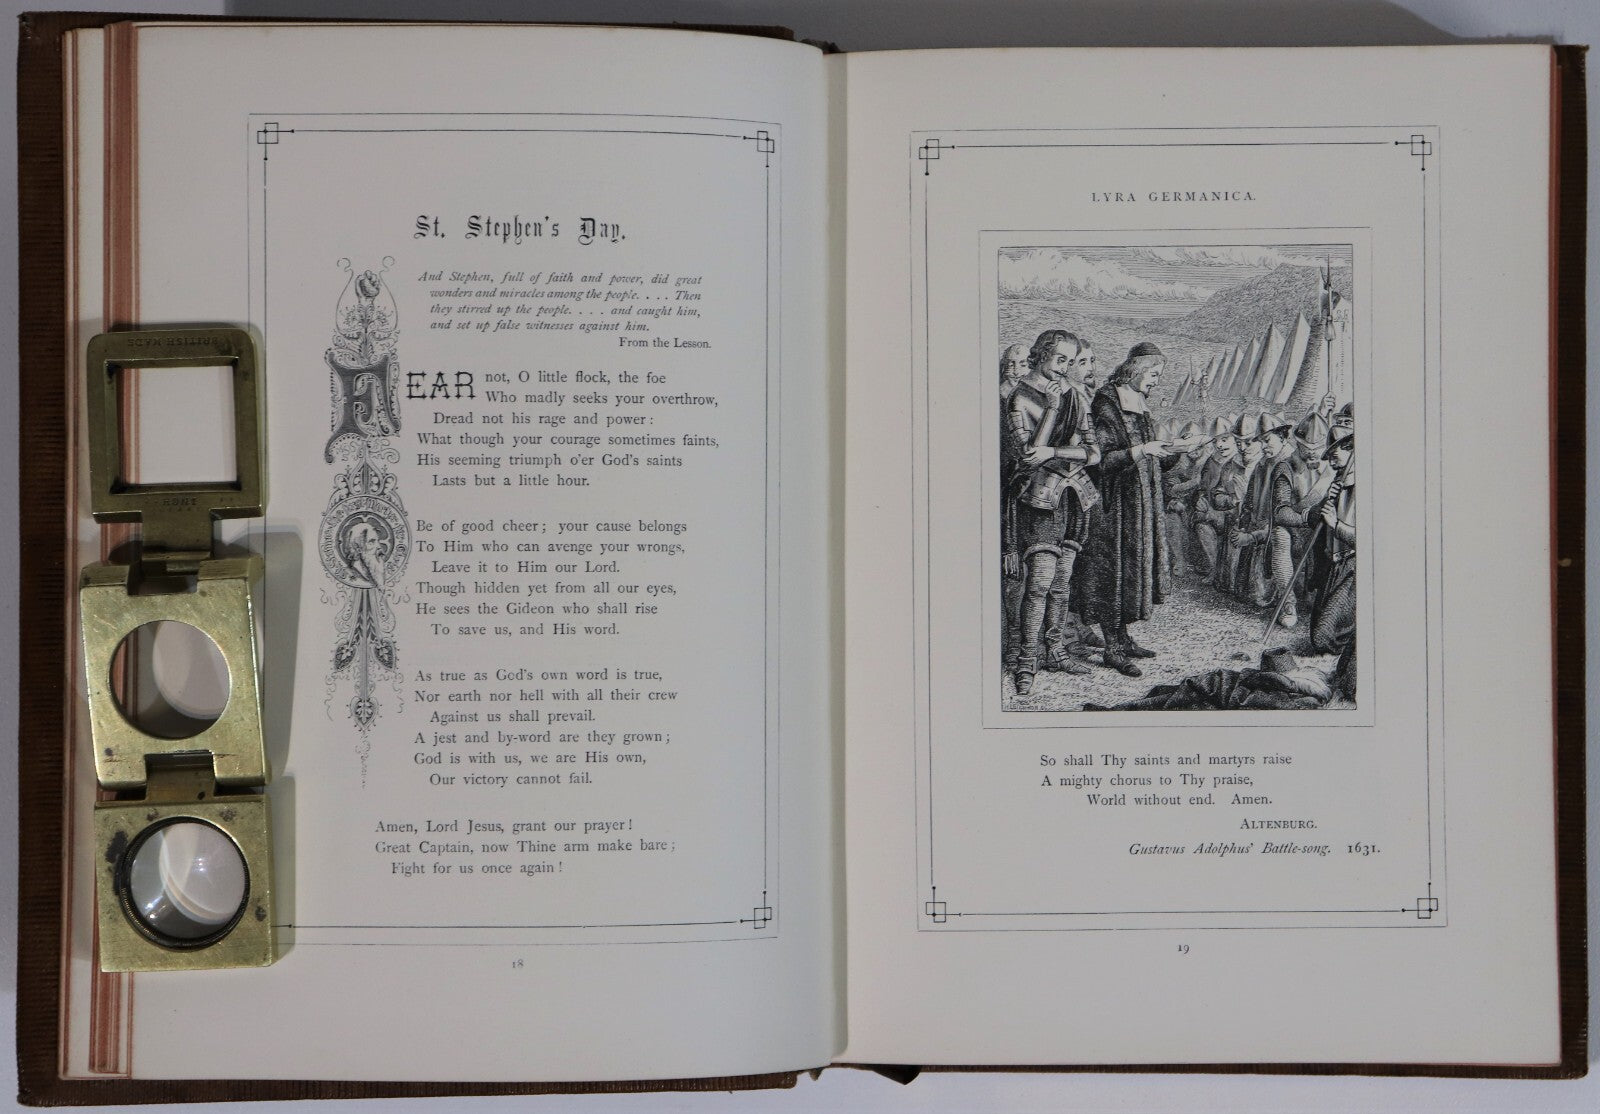 St. Stephen's Day.
And Stephen, full of faith and power, did great
wonders and miracles among the people. . . . Then
they stirred up the people. . . . and caught him,
and set up false witnesses against him.
From the Lesson.
FEAR not, O little flock, the foe
Who madly seeks your overthrow,
Dread not his rage and power:
What though your courage sometimes faints,
His seeming triumph o'er God's saints
Lasts but a little hour.
Be of good cheer; your cause belongs
To Him who can avenge your wrongs,
Leave it to Him our Lord.
Though hidden yet from all our eyes,
He sees the Gideon who shall rise
To save us, and His word.
As true as God's own word is true,
Nor earth nor hell with all their crew
Against us shall prevail.
A jest and by-word are they grown;
God is with us, we are His own,
Our victory cannot fail.
Amen, Lord Jesus, grant our prayer!
Great Captain, now Thine arm make bare;
Fight for us once again!
18
BRITISH MADE
LYRA GERMANICA.
So shall Thy saints and martyrs raise
A mighty chorus to Thy praise,
World without end. Amen.
ALTENBURG.
Gustavus Adolphus' Battle-song. 1631.
19